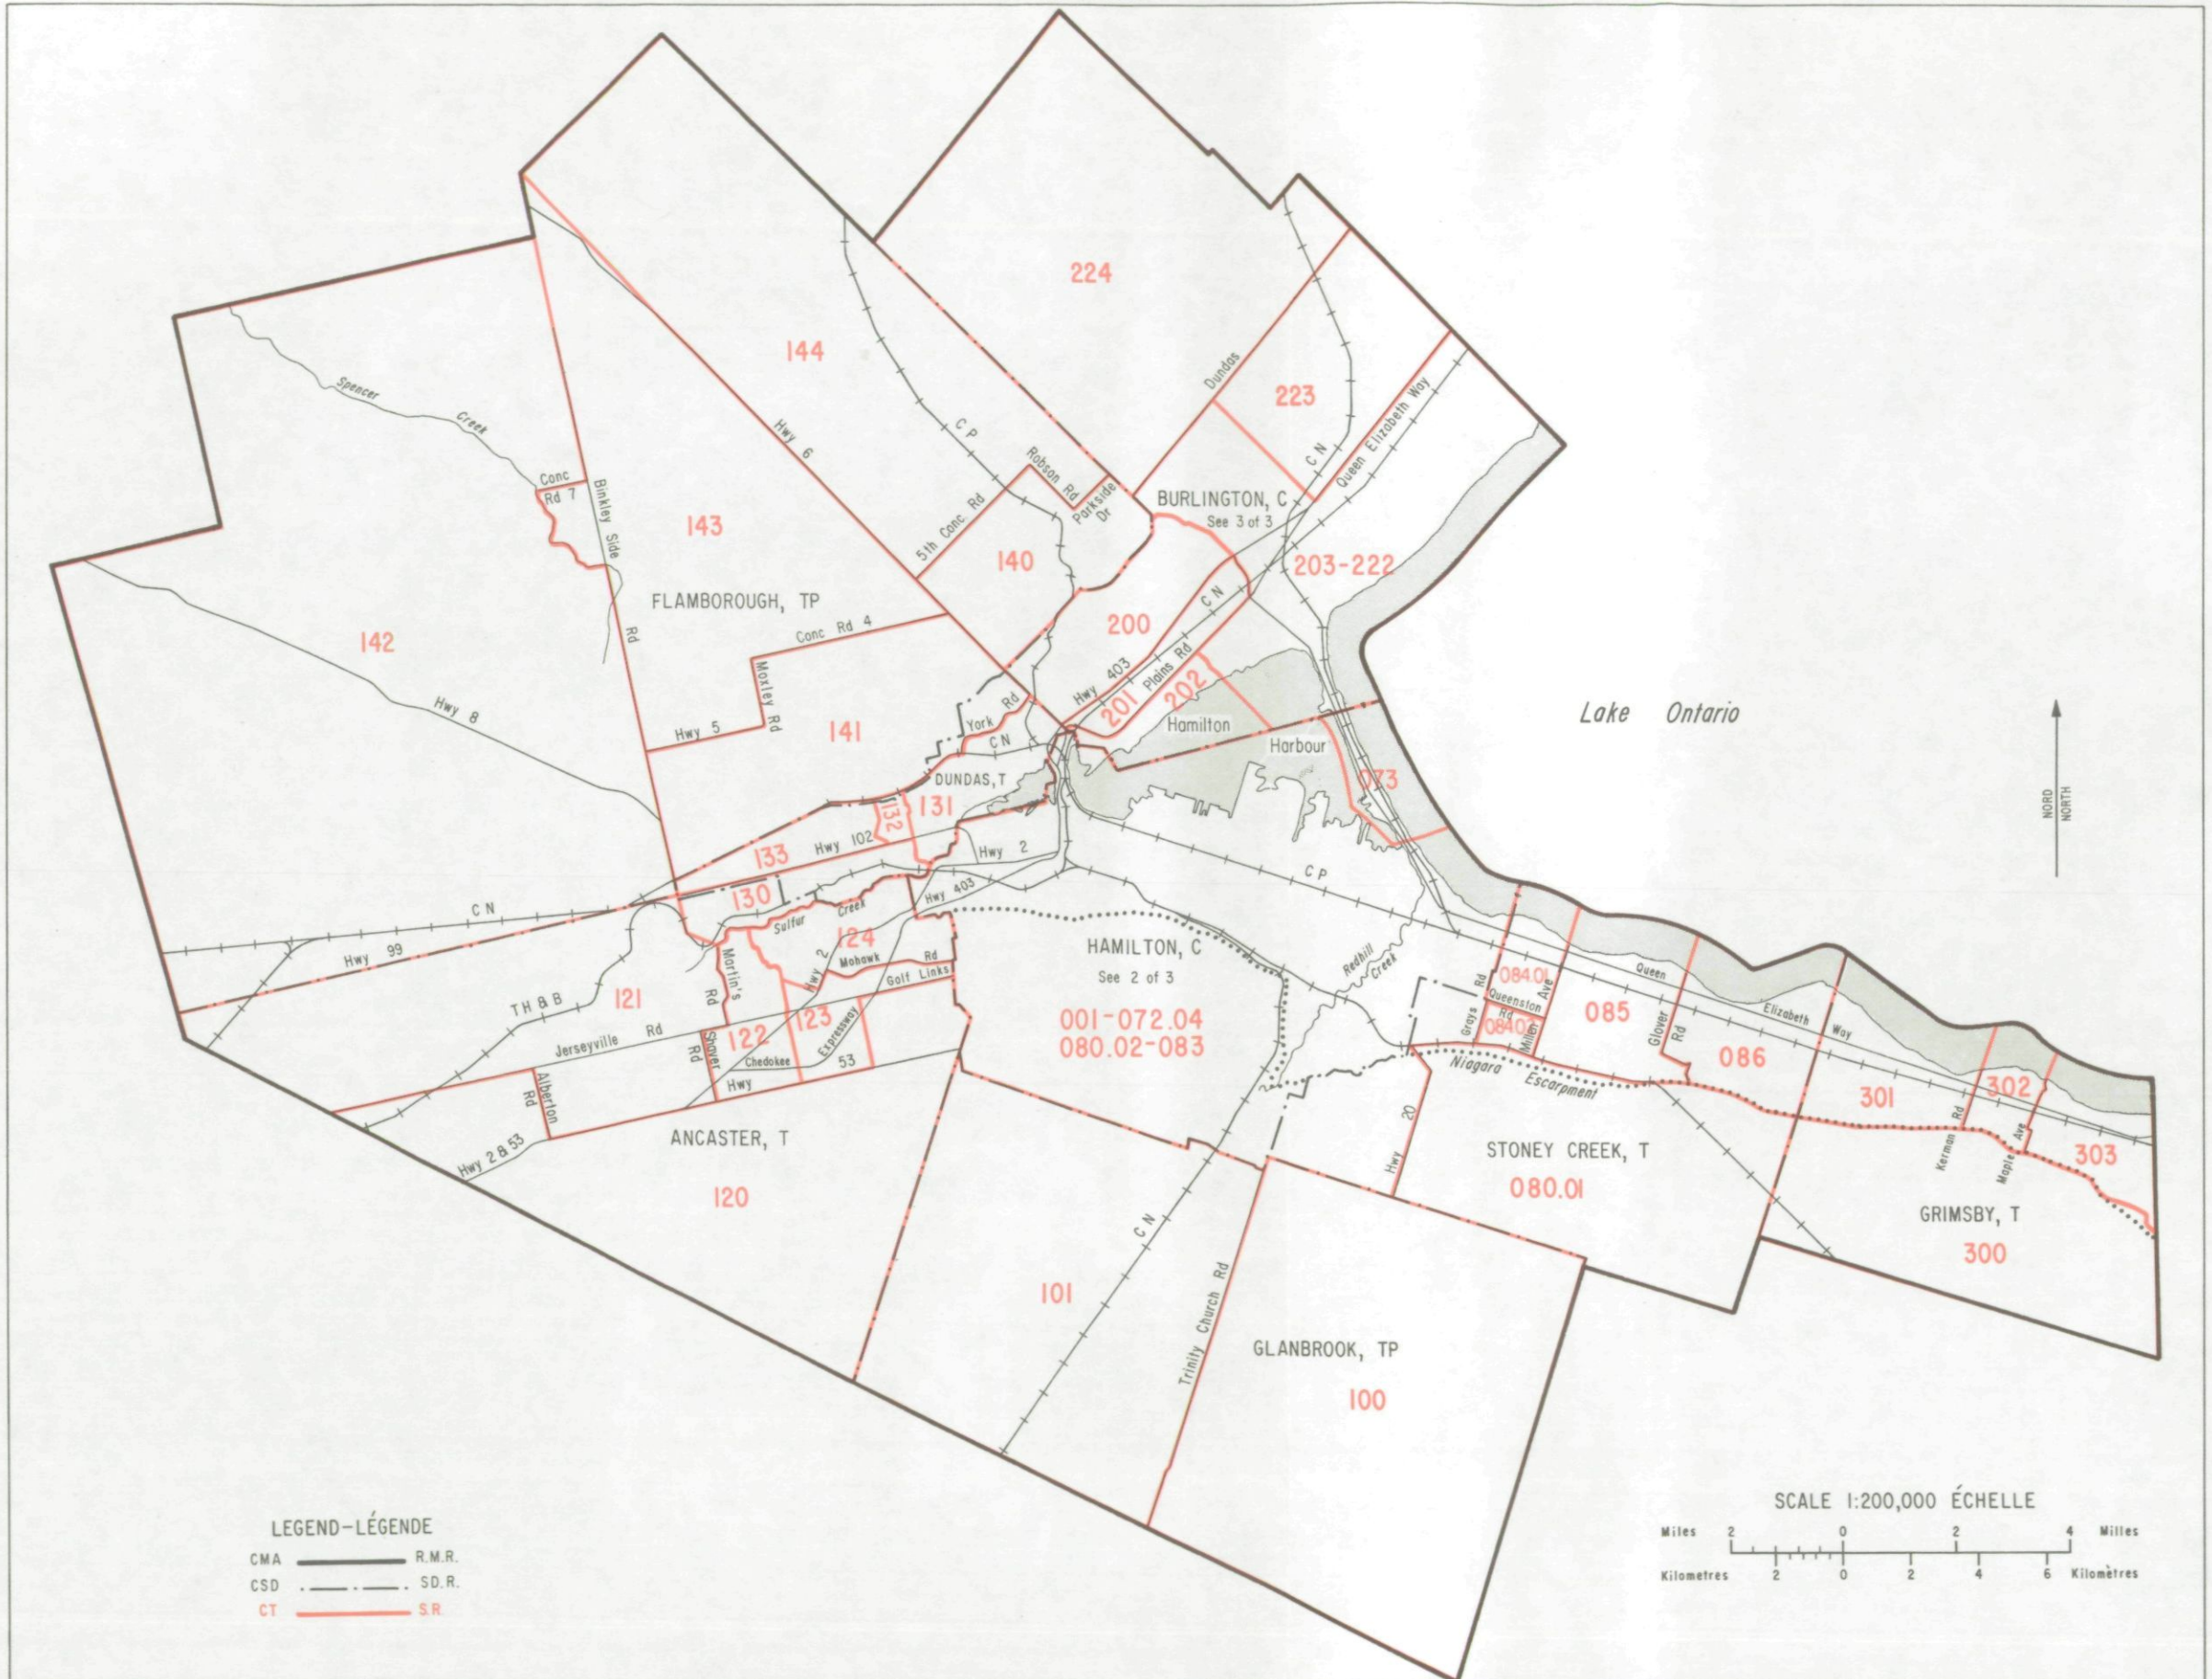 224
144
Dundas
223
Spencer
Creek
Hwy 6
C P
C N
Queen Elizabeth Way
Conc
Rd 7
Binkley Side
Rd
143
5th Conc. Rd
Robson Rd
Parkside
Dr
BURLINGTON, C
See 3 of 3
140
203-222
FLAMBOROUGH, TP
142
Conc Rd 4
200
C N
Hwy 8
Moxley Rd
Hwy 403
Plains Rd
201
202
Hwy 5
141
York Rd
C N
Hamilton
Harbour
Lake Ontario
DUNDAS, T
073
131
132
NORD
NORTH
133
Hwy 102
Hwy 2
C P
130
Hwy 403
C N
Sulfur
Creek
Hwy 99
124
HAMILTON, C
See 2 of 3
Redhill
Creek
Hwy 2
Mohawk Rd
Golf Links
Martin's
Rd
084.01
Queen
Elizabeth Way
121
TH & B
001-072.04
080.02-083
Grays Rd
Queenston
Rd
084.02
Millen Ave
085
Glover
Rd
Jerseyville Rd
Shaver
Rd
122
123
Chedokee
Expressway
Hwy 53
086
Niagara Escarpment
Alberton
Rd
301
302
Kerman Rd
Maple Ave
303
Hwy 20
ANCASTER, T
Hwy 2 & 53
STONEY CREEK, T
080.01
120
GRIMSBY, T
300
C N
101
Trinity Church Rd
GLANBROOK, TP
100
LEGEND-LÉGENDE
CMA R.M.R.
CSD SD.R.
CT S.R.
SCALE 1:200,000 ÉCHELLE
Miles 2 0 2 4 Milles
Kilometres 2 0 2 4 6 Kilomètres